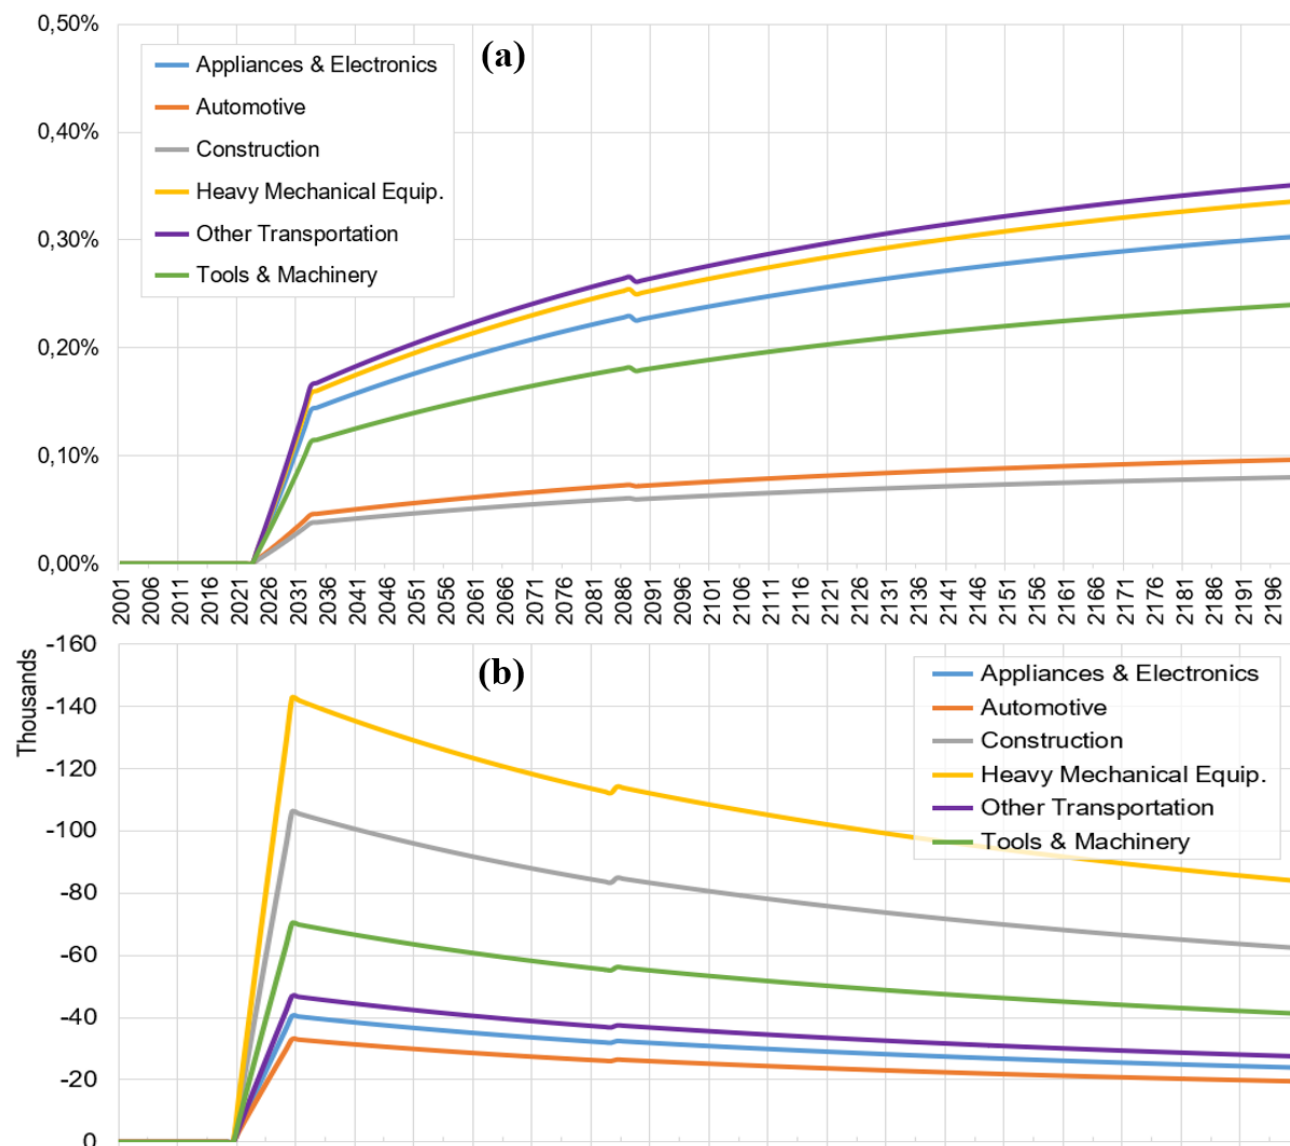 0,50%
(a)
Appliances & Electronics
Automotive
0,40%
Construction
Heavy Mechanical Equip.
0,30%
Other Transportation
Tools & Machinery
0,20%
0,10%
0,00%
2001 2006 2011 2016 2021 2026 2031 2036 2041 2046 2051 2056 2061 2066 2071 2076 2081 2086 2091 2096 2101 2106 2111 2116 2121 2126 2131 2136 2141 2146 2151 2156 2161 2166 2171 2176 2181 2186 2191 2196
Thousands
-160
(b)
Appliances & Electronics
-140
Automotive
Construction
-120
Heavy Mechanical Equip.
Other Transportation
-100
Tools & Machinery
-80
-60
-40
-20
0